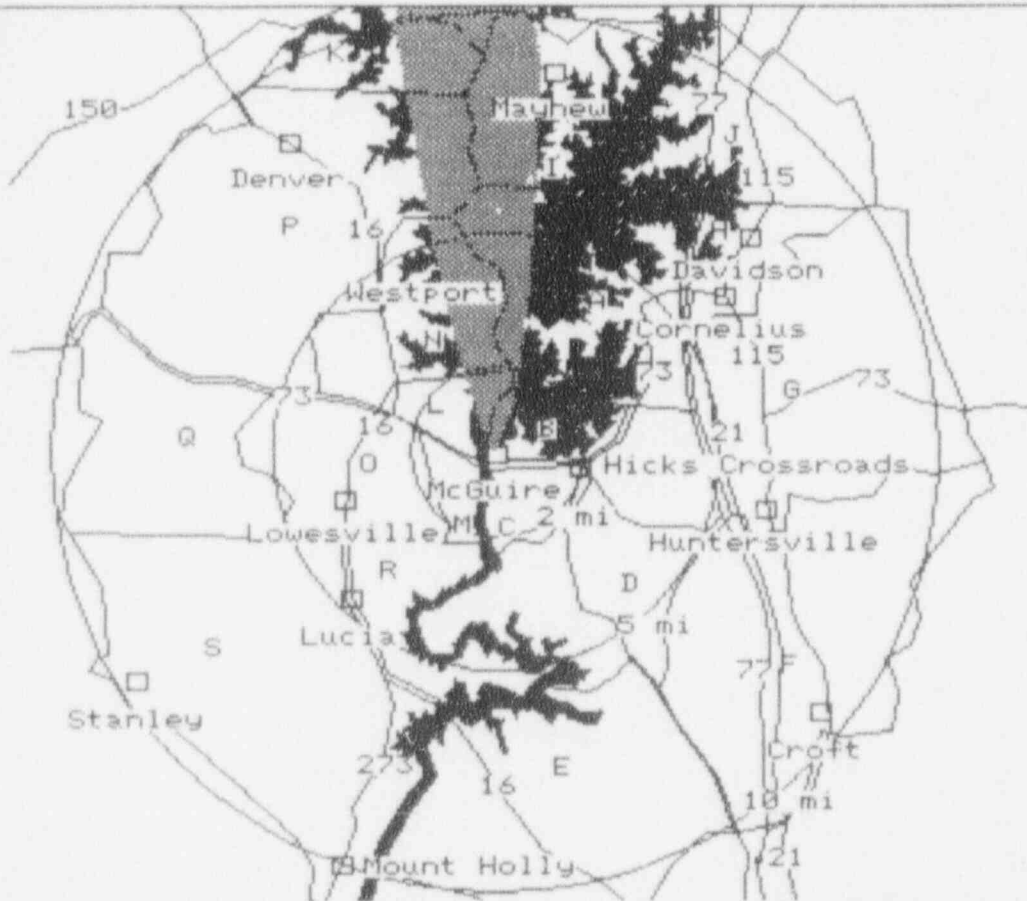 K
150
77
Mayhew
J
Denver
I
115
P
16
H
Davidson
Westport
A
Cornelius
N
115
73
73
G
73
L
16
B
21
Q
O
Hicks Crossroads
McGuire
2 mi
M
C
Lowesville
Huntersville
R
D
5 mi
Lucia
S
77
F
Stanley
Croft
273
E
16
10 mi
21
Mount Holly